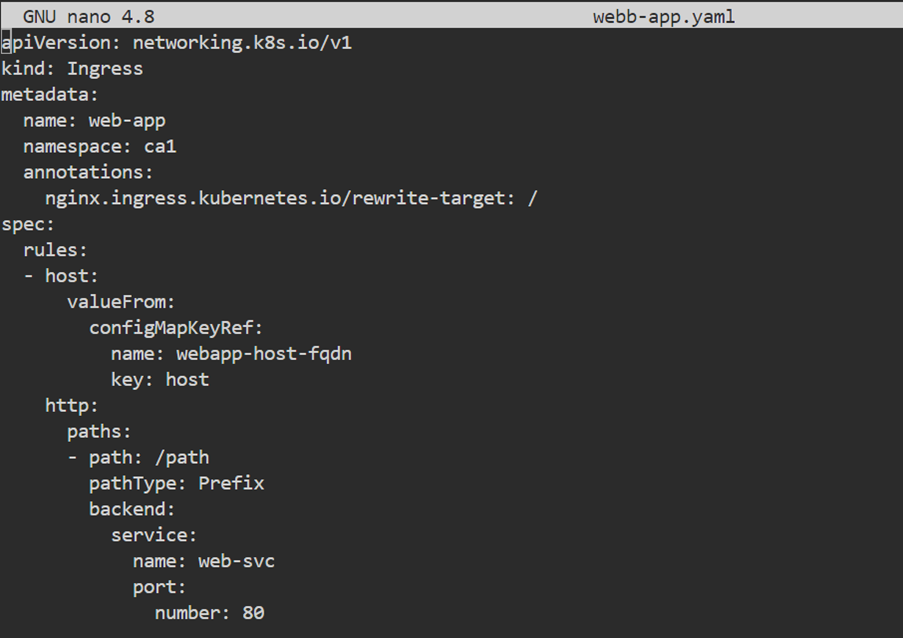 GNU nano 4.8 webb-app.yaml
apiVersion: networking.k8s.io/v1
kind: Ingress
metadata:
  name: web-app
  namespace: ca1
  annotations:
    nginx.ingress.kubernetes.io/rewrite-target: /
spec:
  rules:
  - host:
      valueFrom:
        configMapKeyRef:
          name: webapp-host-fqdn
          key: host
    http:
      paths:
      - path: /path
        pathType: Prefix
        backend:
          service:
            name: web-svc
            port:
              number: 80